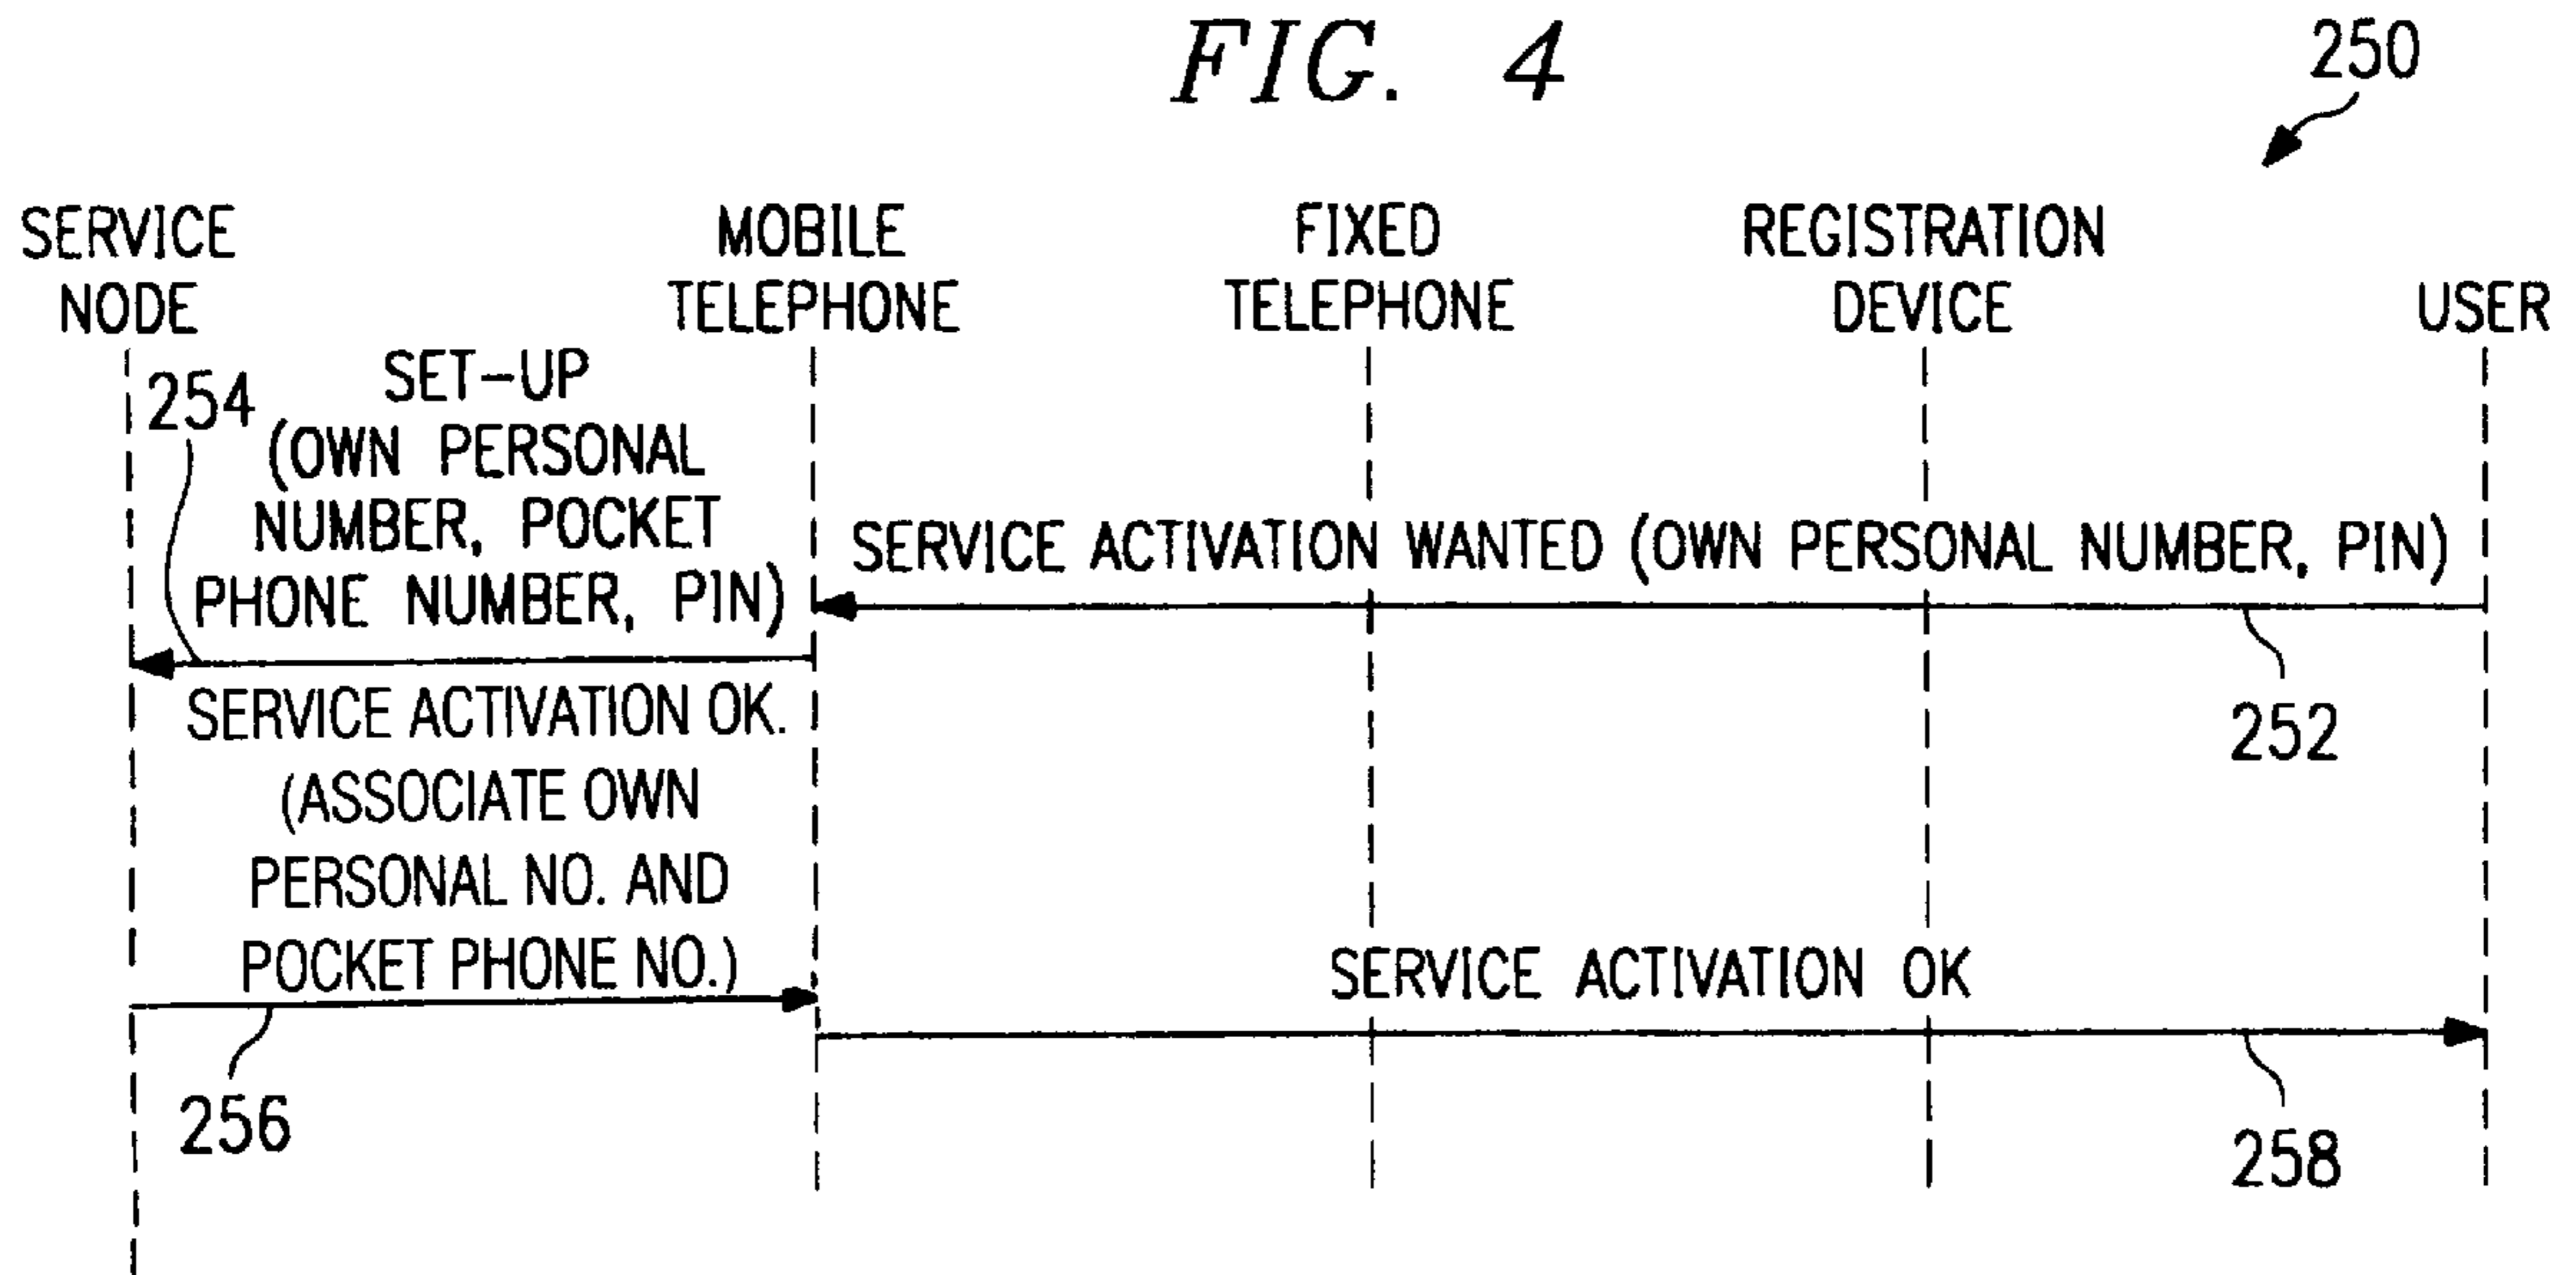 FIG. 4
250
SERVICE
NODE
MOBILE
TELEPHONE
FIXED
TELEPHONE
REGISTRATION
DEVICE
USER
254
SET-UP
(OWN PERSONAL
NUMBER, POCKET
PHONE NUMBER, PIN)
SERVICE ACTIVATION WANTED (OWN PERSONAL NUMBER, PIN)
252
SERVICE ACTIVATION OK.
(ASSOCIATE OWN
PERSONAL NO. AND
POCKET PHONE NO.)
256
SERVICE ACTIVATION OK
258